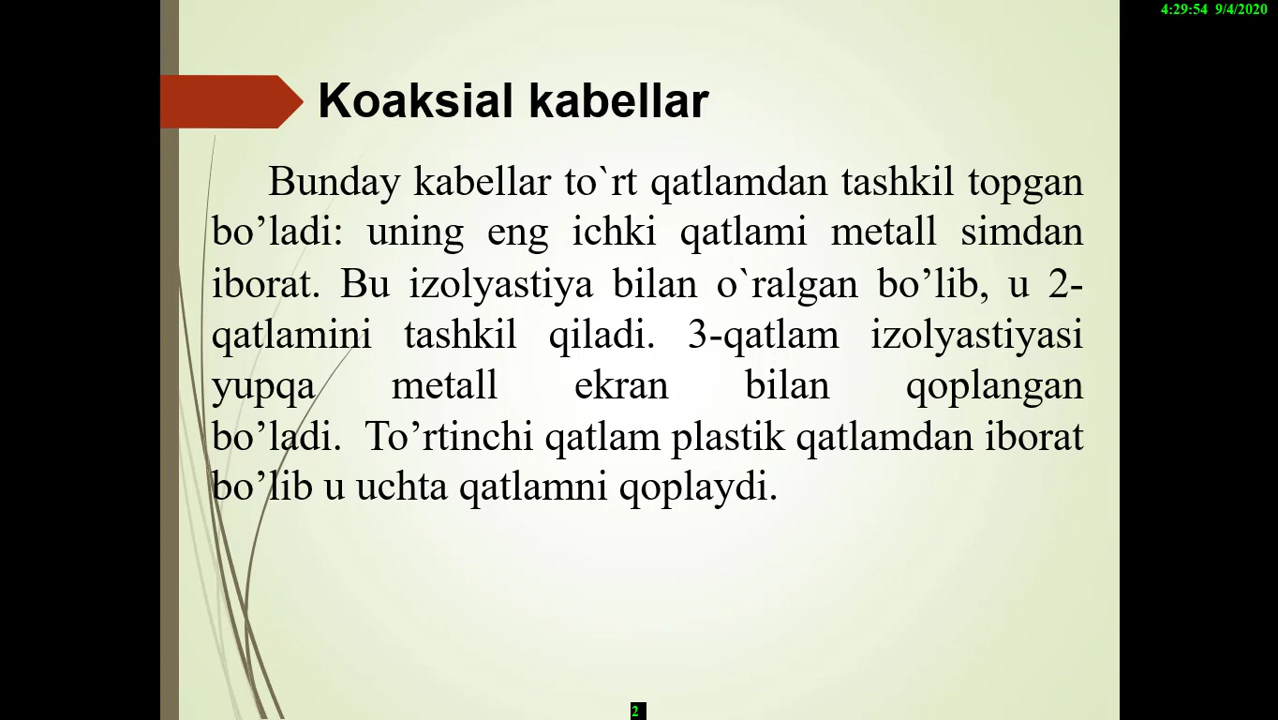 4:29:54 9/4/2020
Koaksial kabellar
Bunday kabellar to`rt qatlamdan tashkil topgan
bo’ladi: uning eng ichki qatlami metall simdan
iborat. Bu izolyastiya bilan o`ralgan bo’lib, u 2-
qatlamini tashkil qiladi. 3-qatlam izolyastiyasi
yupqa metall ekran bilan qoplangan
bo’ladi. To’rtinchi qatlam plastik qatlamdan iborat
bo’lib u uchta qatlamni qoplaydi.
2